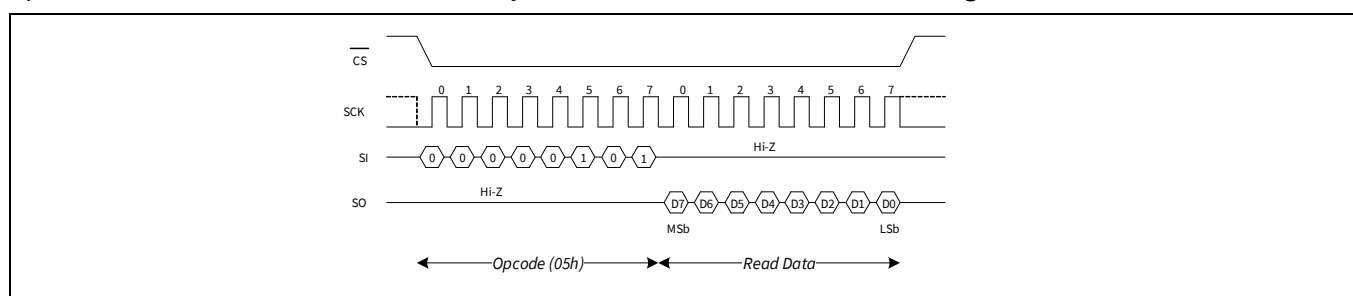 CS
0 1 2 3 4 5 6 7 0 1 2 3 4 5 6 7
SCK
Hi-Z
SI 0 0 0 0 0 1 0 1
Hi-Z
SO D7 D6 D5 D4 D3 D2 D1 D0
MSb LSb
Opcode (05h) Read Data